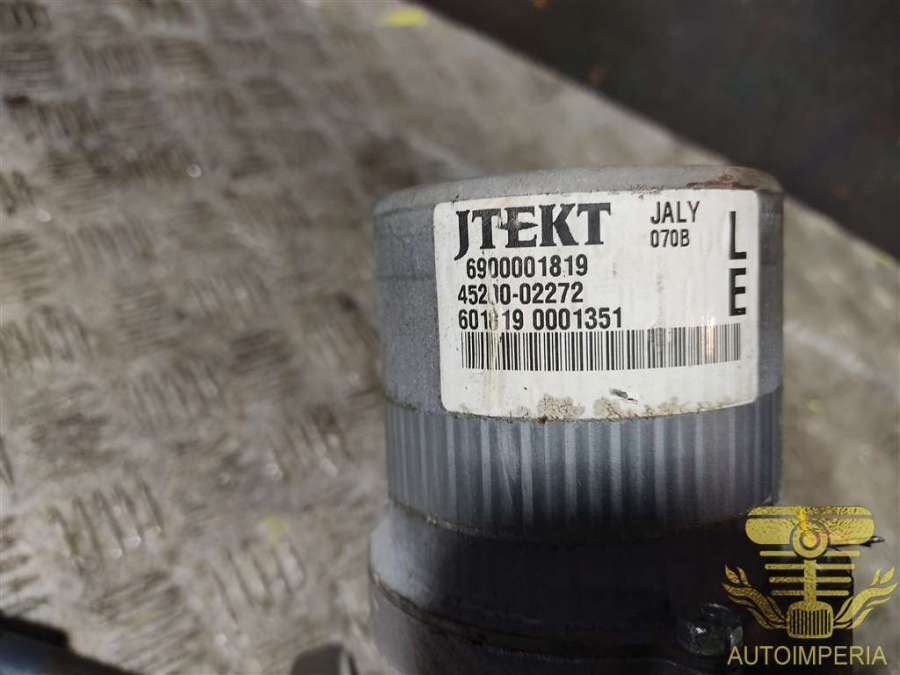 JTEKT JALY
070B
L
E
6900001819
45200-02272
601819 0001351
AUTOIMPERIA